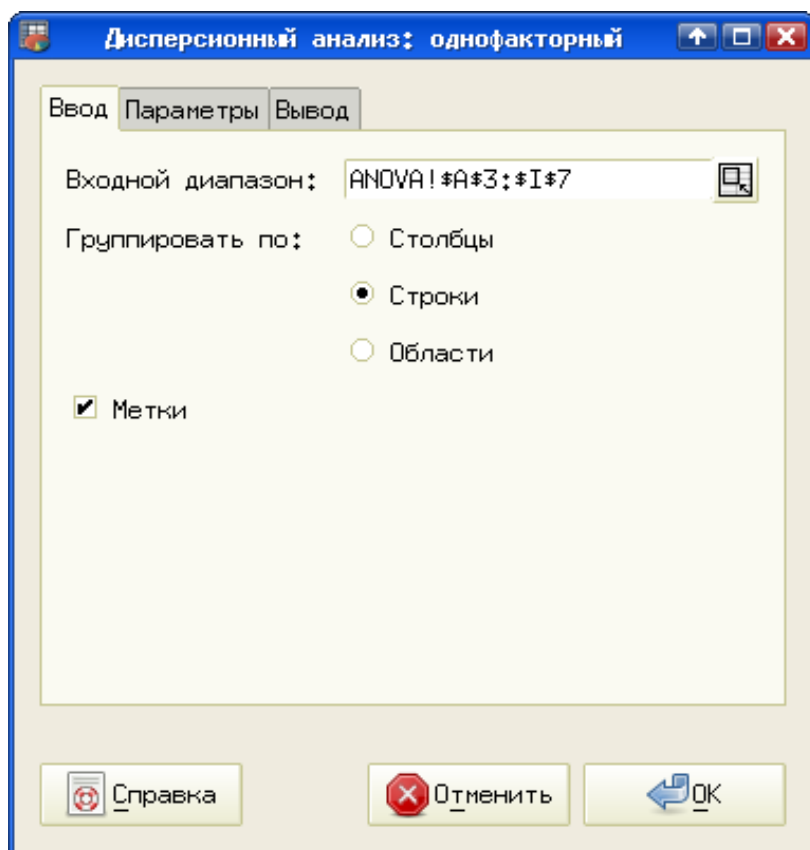 Дисперсионный анализ: однофакторный
Ввод Параметры Вывод
Входной диапазон: ANOVA!$A$3:$I$7
Группировать по: Столбцы
Строки
Области
Метки
Справка Отменить OK